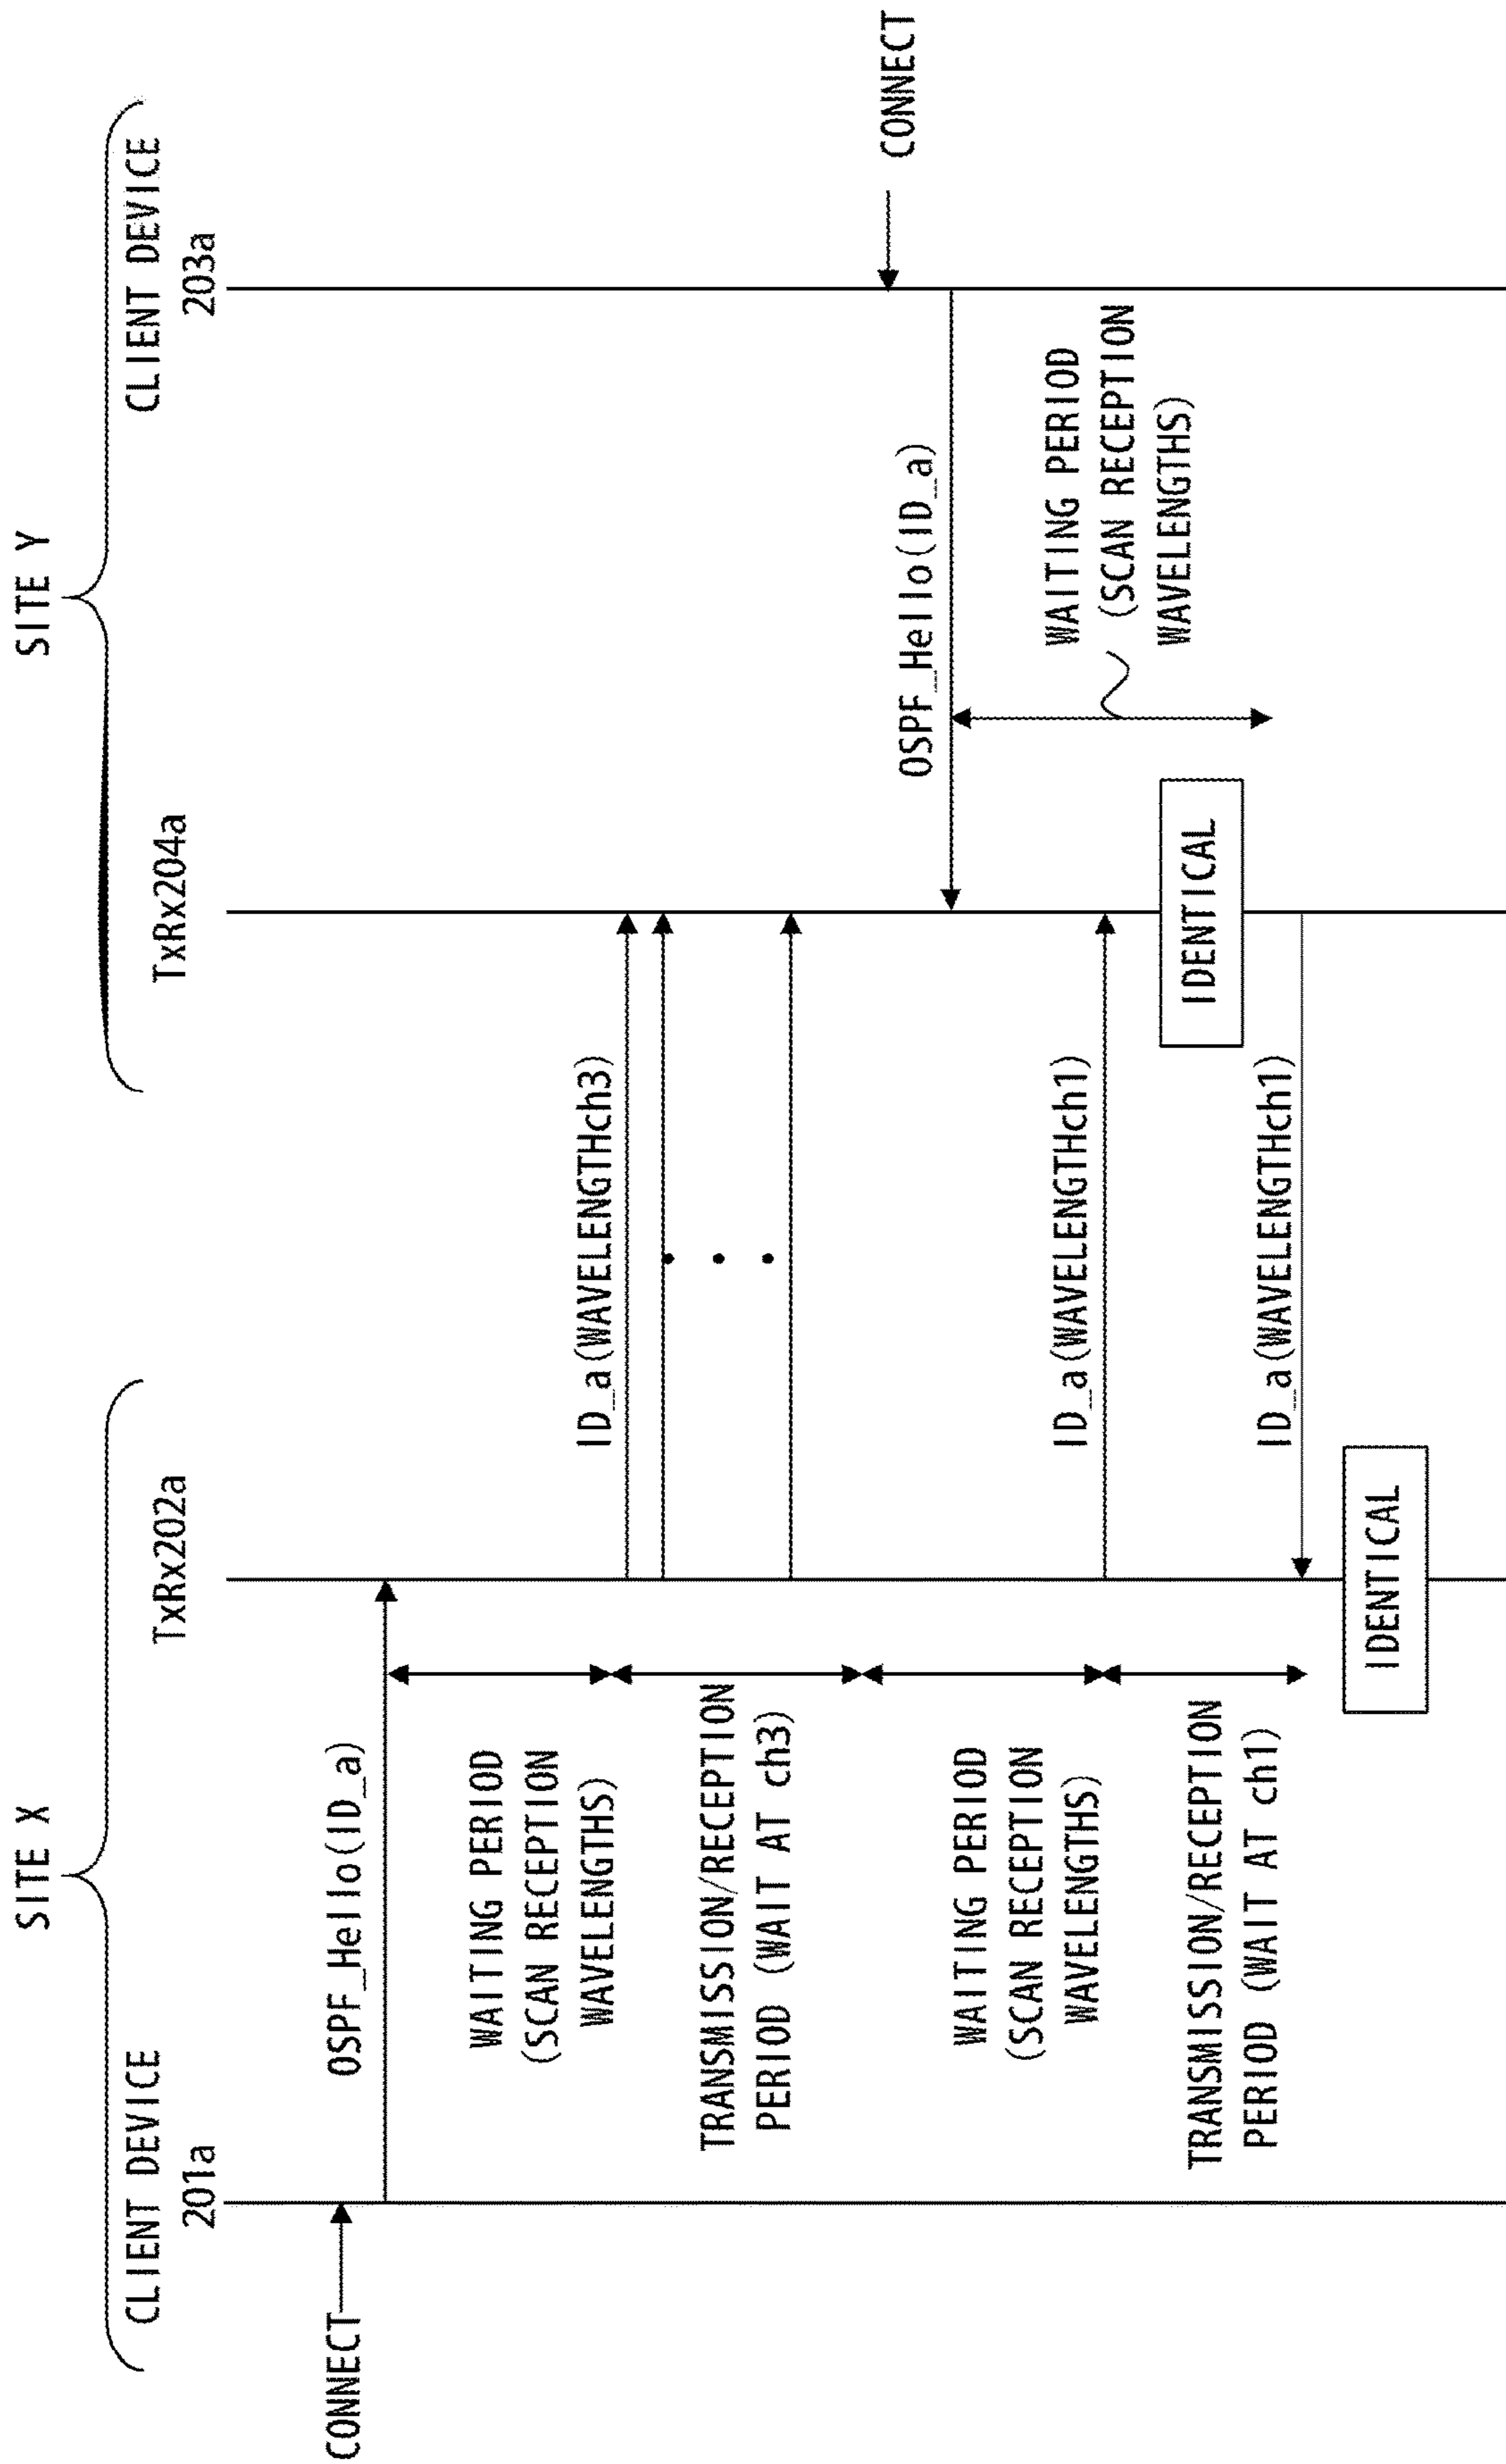 SITE X
SITE Y
CLIENT DEVICE
201a
TxRx202a
TxRx204a
CLIENT DEVICE
203a
CONNECT
OSPF_Hello(ID_a)
WAITING PERIOD
(SCAN RECEPTION
WAVELENGTHS)
ID_a(WAVELENGTHch3)
TRANSMISSION/RECEPTION
PERIOD (WAIT AT ch3)
CONNECT
OSPF_Hello(ID_a)
WAITING PERIOD
(SCAN RECEPTION
WAVELENGTHS)
WAITING PERIOD
(SCAN RECEPTION
WAVELENGTHS)
ID_a(WAVELENGTHch1)
IDENTICAL
TRANSMISSION/RECEPTION
PERIOD (WAIT AT ch1)
ID_a(WAVELENGTHch1)
IDENTICAL